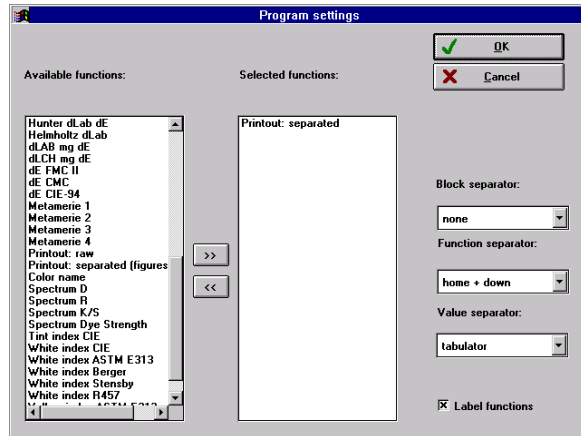 Program settings
OK
Cancel
Available functions:
Selected functions:
Hunter dLab dE
Helmholtz dLab
dLAB mg dE
dLCH mg dE
dE FMC II
dE CMC
dE CIE-94
Metamerie 1
Metamerie 2
Metamerie 3
Metamerie 4
Printout: raw
Printout: separated (figures
Color name
Spectrum D
Spectrum R
Spectrum K/S
Spectrum Dye Strength
Tint index CIE
White index CIE
White index ASTM E313
White index Berger
White index Stensby
White index R457
>>
<<
Printout: separated
Block separator:
none
Function separator:
home + down
Value separator:
tabulator
Label functions